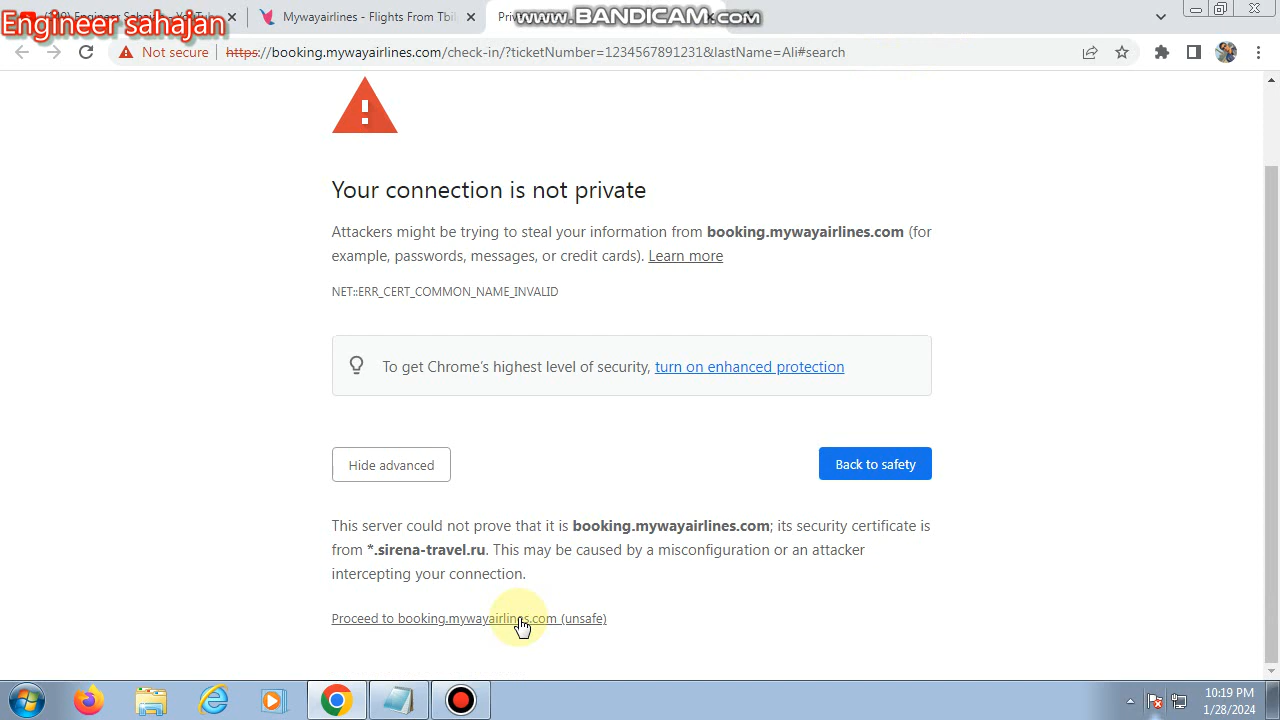 Engineer sahajan
Mywayairlines - Flights From Tbili
Priv
www.BANDICAM.com
Not secure
https://booking.mywayairlines.com/check-in/?ticketNumber=1234567891231&lastName=Ali#search
Your connection is not private
Attackers might be trying to steal your information from booking.mywayairlines.com (for
example, passwords, messages, or credit cards). Learn more
NET::ERR_CERT_COMMON_NAME_INVALID
To get Chrome's highest level of security, turn on enhanced protection
Hide advanced
Back to safety
This server could not prove that it is booking.mywayairlines.com; its security certificate is
from *.sirena-travel.ru. This may be caused by a misconfiguration or an attacker
intercepting your connection.
Proceed to booking.mywayairlines.com (unsafe)
10:19 PM
1/28/2024